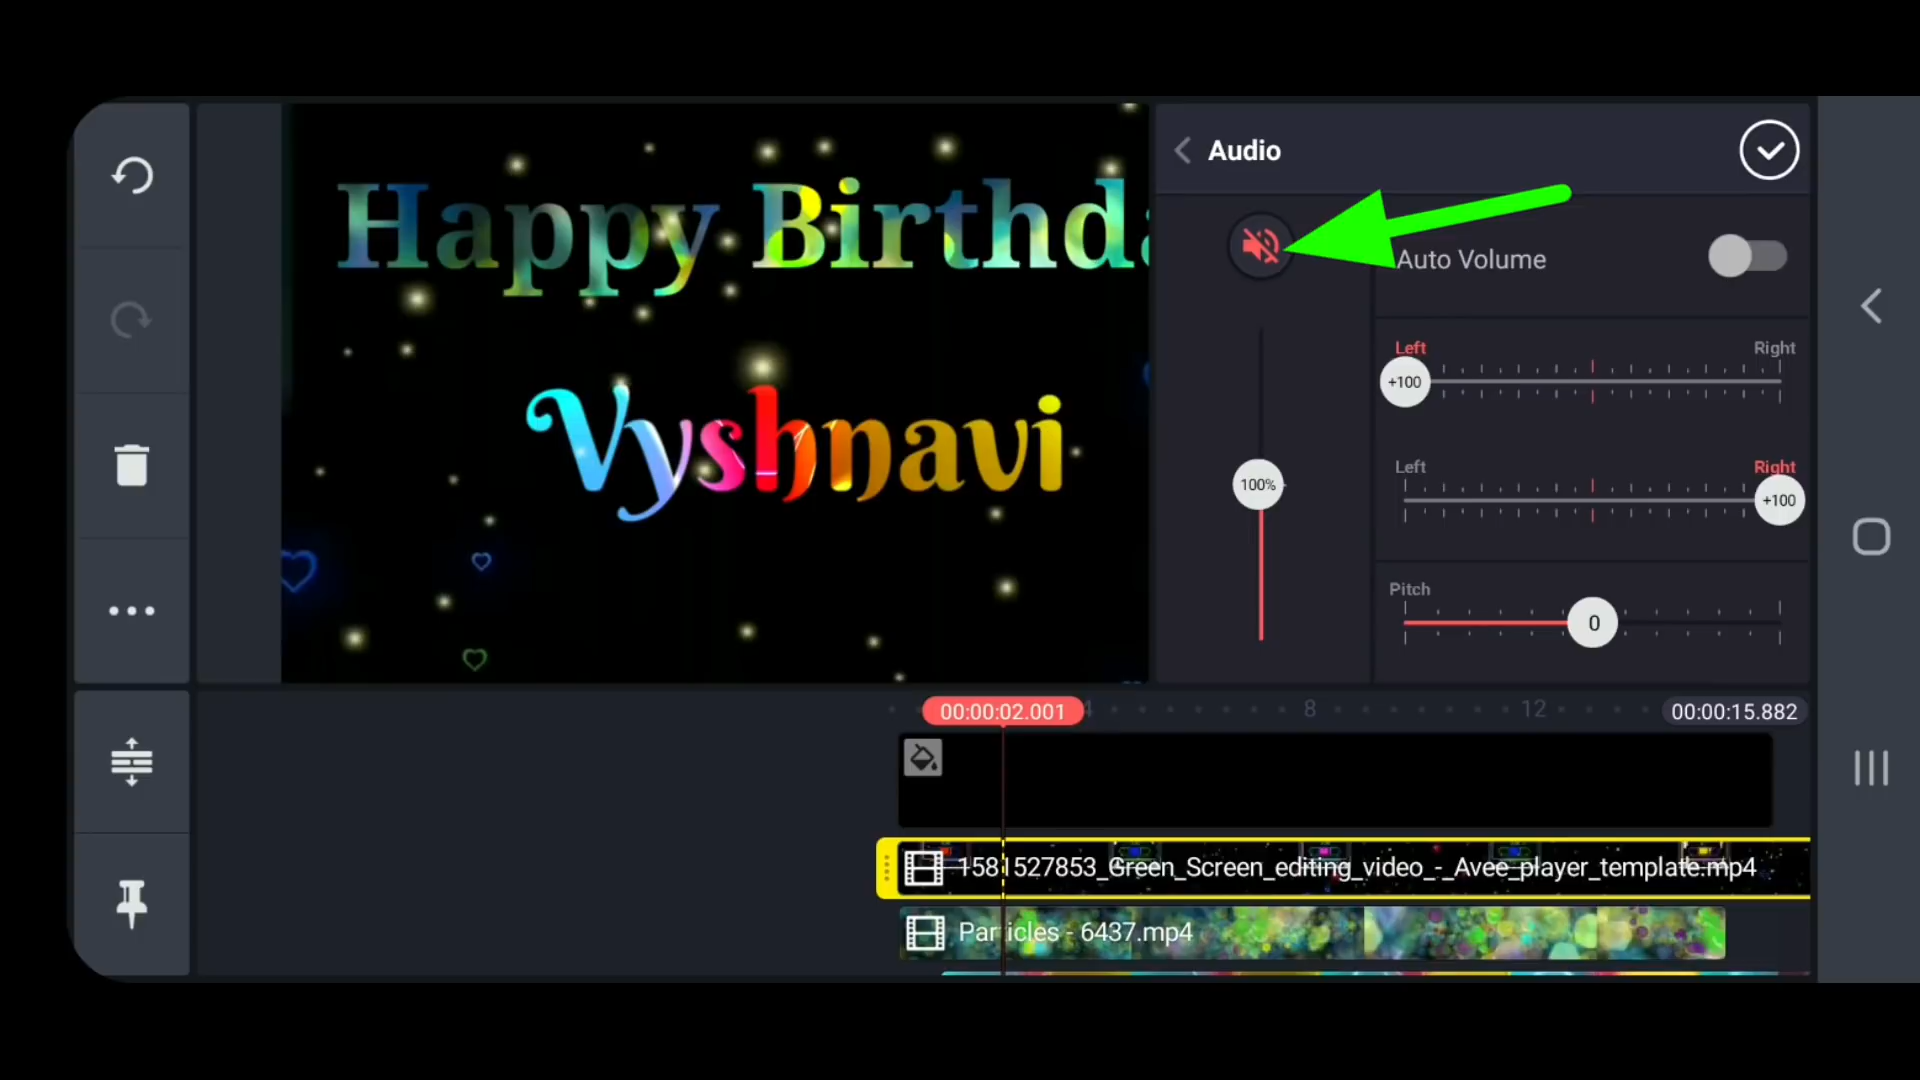 Happy Birthda
Vyshnavi
Audio
Auto Volume
Left
Right
+100
Left
Right
+100
100%
Pitch
0
00:00:02.001
4
8
12
00:00:15.882
1581527853_Green_Screen_editing_video_-_Avee_player_template.mp4
Particles - 6437.mp4